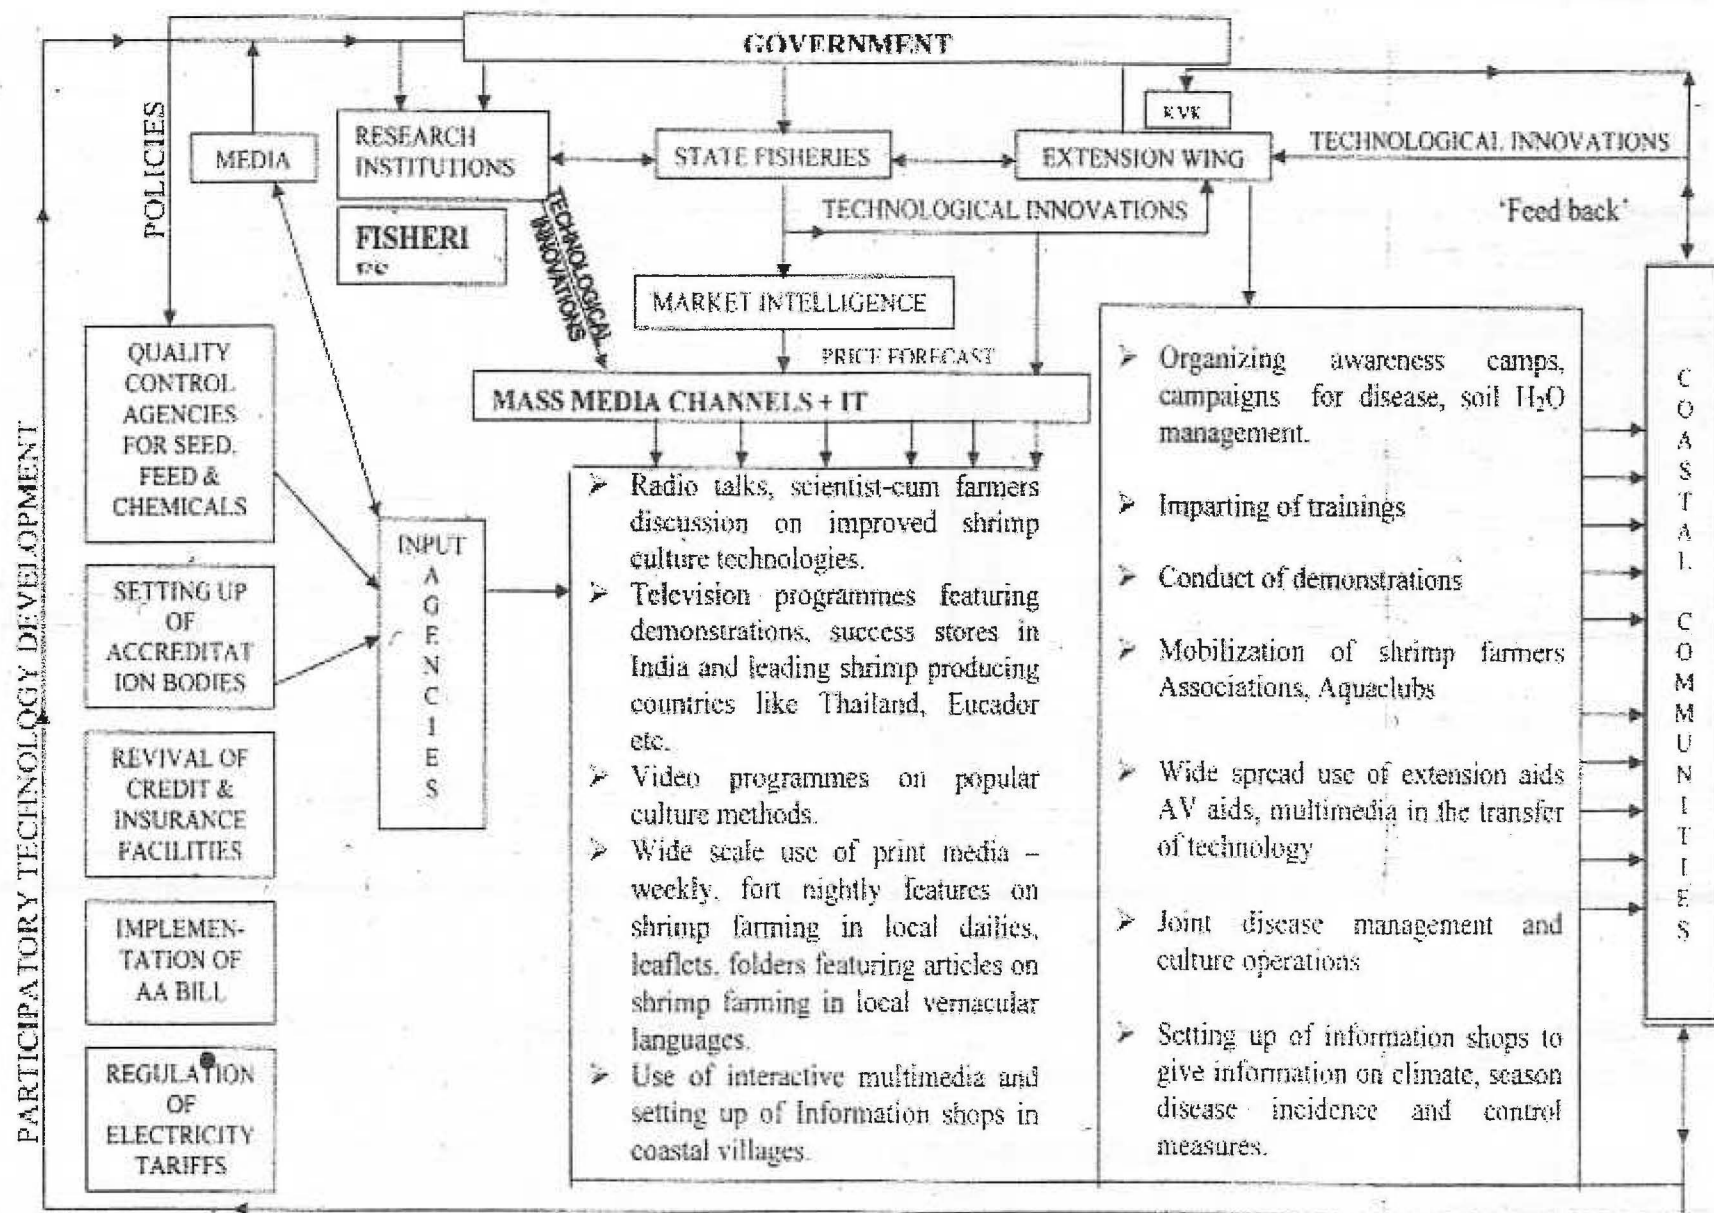 GOVERNMENT
POLICIES
MEDIA
RESEARCH
INSTITUTIONS
FISHERI
STATE FISHERIES
KVK
EXTENSION WING
TECHNOLOGICAL INNOVATIONS
'Feed back'
TECHNOLOGICAL
INNOVATIONS
TECHNOLOGICAL INNOVATIONS
MARKET INTELLIGENCE
PRICE FORECAST
MASS MEDIA CHANNELS + IT
PARTICIPATORY TECHNOLOGY DEVELOPMENT
QUALITY
CONTROL
AGENCIES
FOR SEED,
FEED &
CHEMICALS
SETTING UP
OF
ACCREDITAT
ION BODIES
REVIVAL OF
CREDIT &
INSURANCE
FACILITIES
IMPLEMEN-
TATION OF
AA BILL
REGULATION
OF
ELECTRICITY
TARIFFS
INPUT
A
G
E
N
C
I
E
S
➢ Radio talks, scientist-cum farmers
discussion on improved shrimp
culture technologies.
➢ Television programmes featuring
demonstrations, success stores in
India and leading shrimp producing
countries like Thailand, Eucador
etc.
➢ Video programmes on popular
culture methods.
➢ Wide scale use of print media –
weekly, fort nightly features on
shrimp farming in local dailies,
leaflets, folders featuring articles on
shrimp farming in local vernacular
languages.
➢ Use of interactive multimedia and
setting up of Information shops in
coastal villages.
➢ Organizing awareness camps,
campaigns for disease, soil H₂O
management.
➢ Imparting of trainings
➢ Conduct of demonstrations
➢ Mobilization of shrimp farmers
Associations, Aquaclubs
➢ Wide spread use of extension aids
AV aids, multimedia in the transfer
of technology
➢ Joint disease management and
culture operations
➢ Setting up of information shops to
give information on climate, season
disease incidence and control
measures.
C
O
A
S
T
A
L
C
O
M
M
U
N
I
T
I
E
S